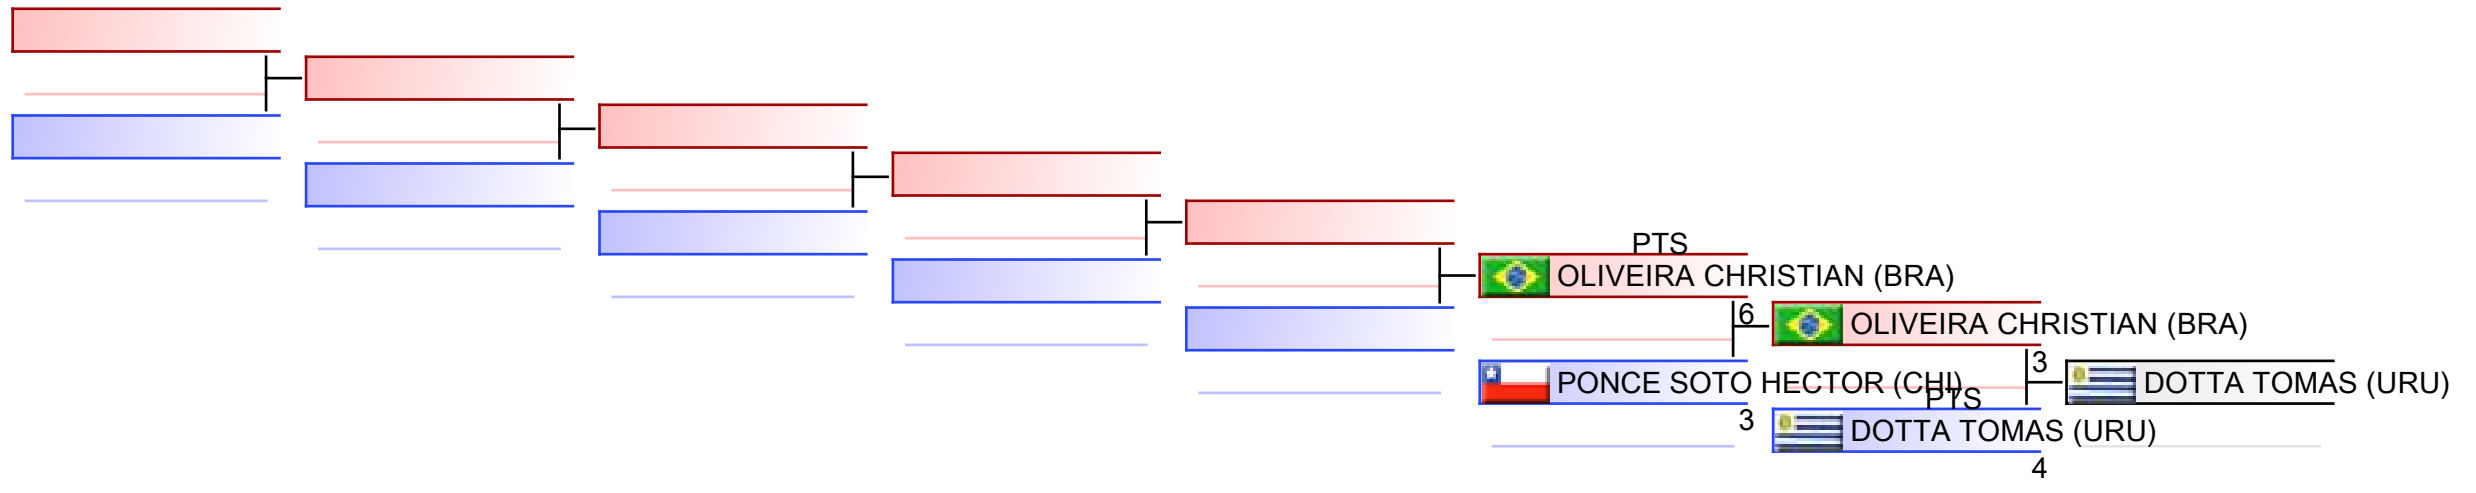 PTS
OLIVEIRA CHRISTIAN (BRA)
6
OLIVEIRA CHRISTIAN (BRA)
PONCE SOTO HECTOR (CHI)
3
DOTTA TOMAS (URU)
PTS
3
DOTTA TOMAS (URU)
4